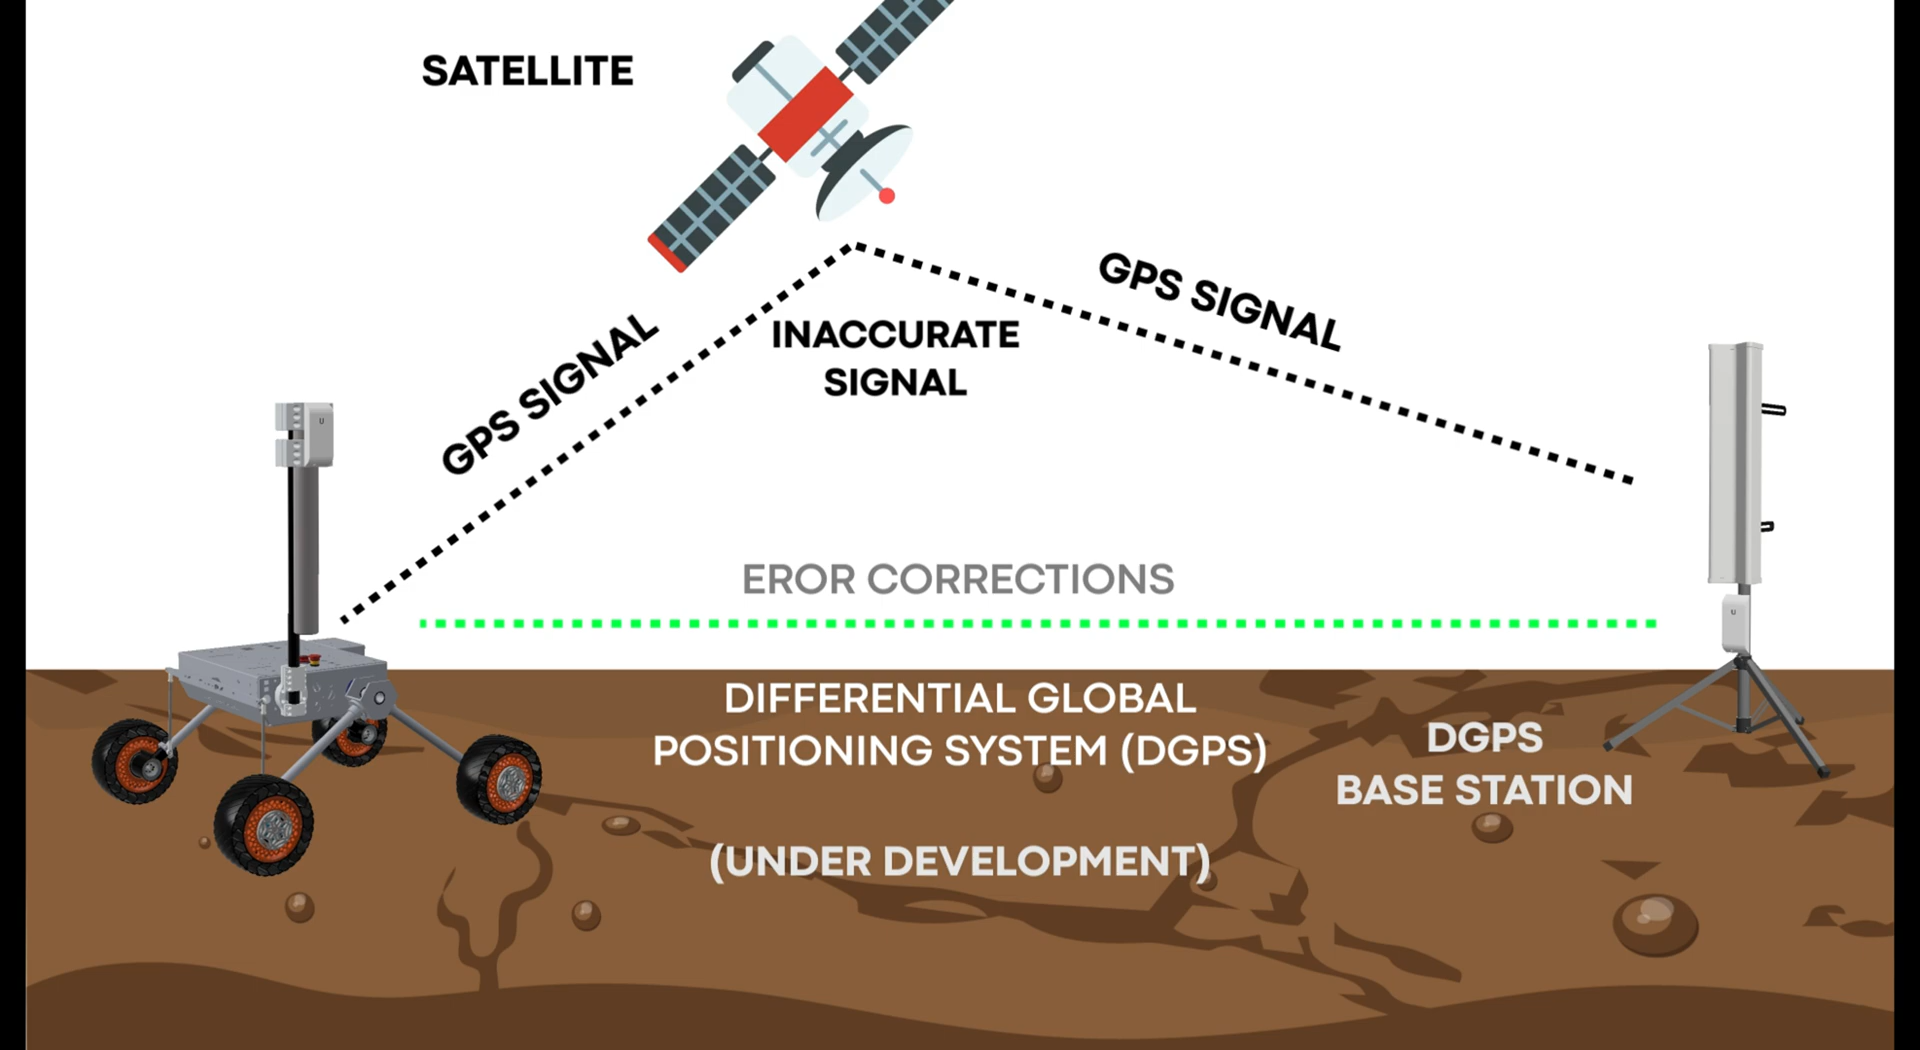 SATELLITE
GPS SIGNAL
GPS SIGNAL
INACCURATE
SIGNAL
U
EROR CORRECTIONS
U
DIFFERENTIAL GLOBAL
POSITIONING SYSTEM (DGPS)
DGPS
BASE STATION
(UNDER DEVELOPMENT)